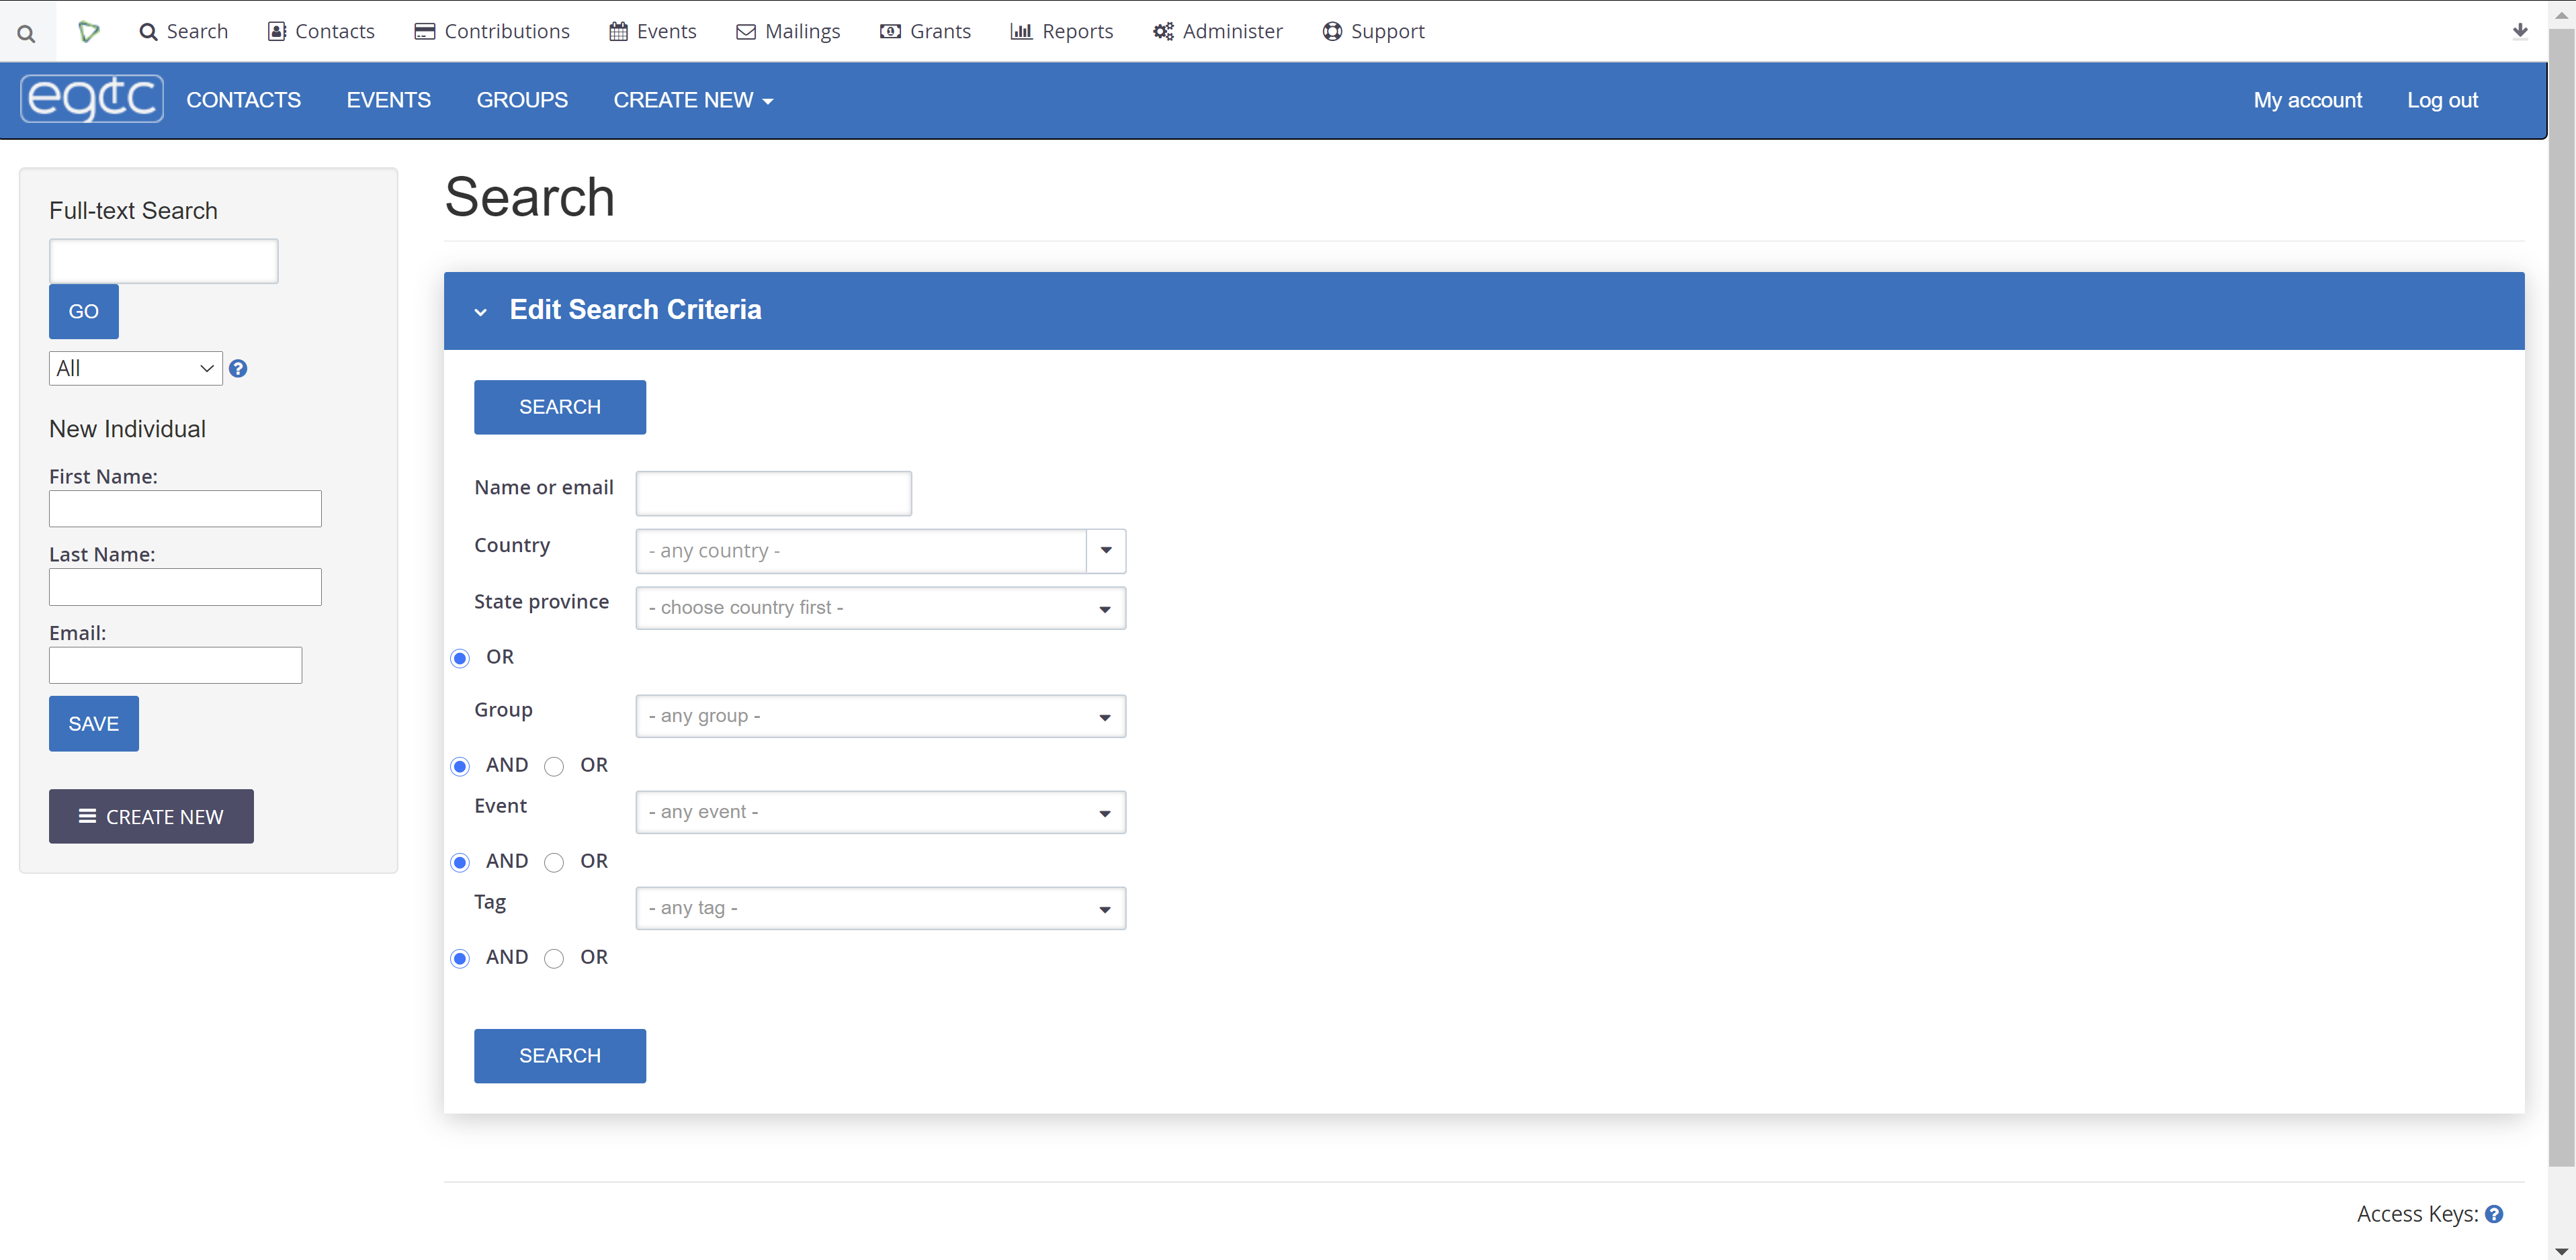 Search Contacts Contributions Events Mailings Grants Reports Administer Support
egtc CONTACTS EVENTS GROUPS CREATE NEW My account Log out
Full-text Search
GO
All
New Individual
First Name:
Last Name:
Email:
SAVE
CREATE NEW
Search
Edit Search Criteria
SEARCH
Name or email
Country - any country -
State province - choose country first -
OR
Group - any group -
AND OR
Event - any event -
AND OR
Tag - any tag -
AND OR
SEARCH
Access Keys: